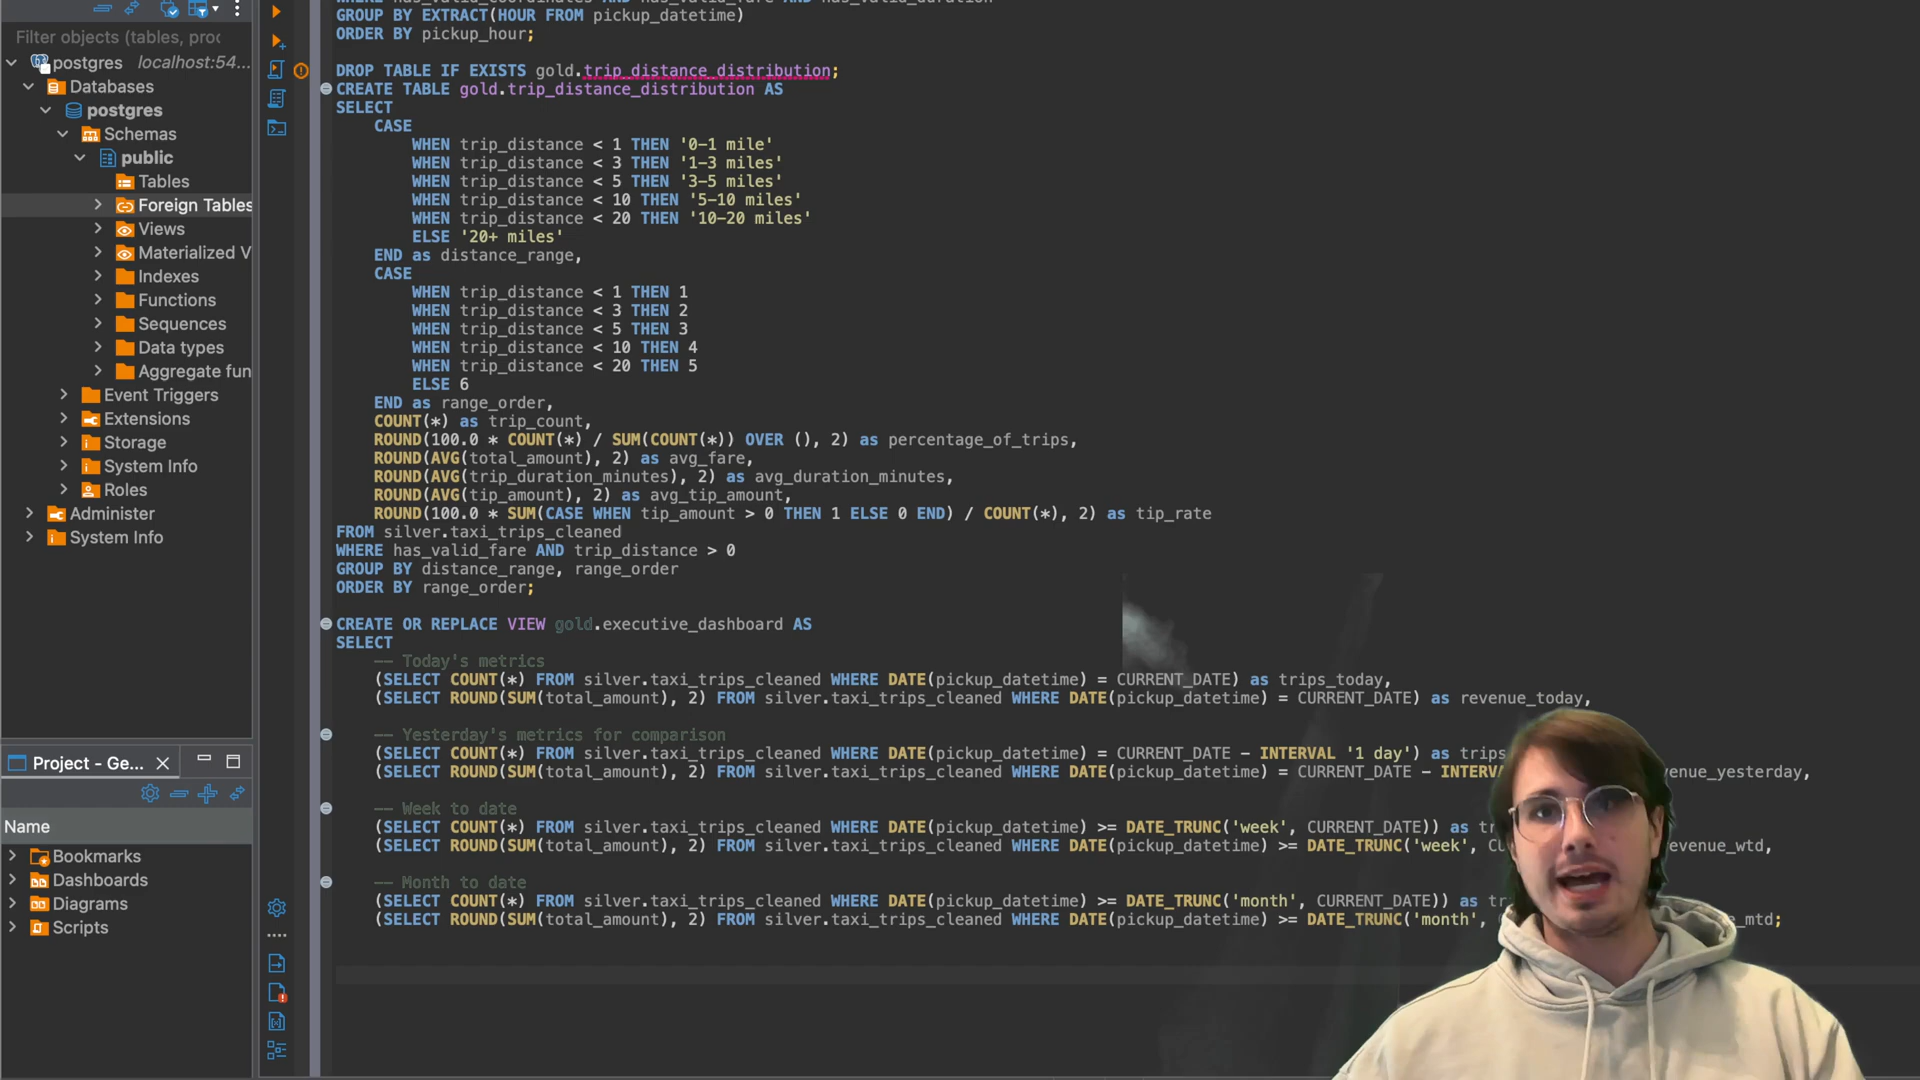 Filter objects (tables, proc
postgres localhost:54...
Databases
postgres
Schemas
public
Tables
Foreign Tables
Views
Materialized V
Indexes
Functions
Sequences
Data types
Aggregate fun
Event Triggers
Extensions
Storage
System Info
Roles
Administer
System Info
Project - Ge...
Name
Bookmarks
Dashboards
Diagrams
Scripts
GROUP BY EXTRACT(HOUR FROM pickup_datetime)
ORDER BY pickup_hour;
DROP TABLE IF EXISTS gold.trip_distance_distribution;
CREATE TABLE gold.trip_distance_distribution AS
SELECT
CASE
WHEN trip_distance < 1 THEN '0-1 mile'
WHEN trip_distance < 3 THEN '1-3 miles'
WHEN trip_distance < 5 THEN '3-5 miles'
WHEN trip_distance < 10 THEN '5-10 miles'
WHEN trip_distance < 20 THEN '10-20 miles'
ELSE '20+ miles'
END as distance_range,
CASE
WHEN trip_distance < 1 THEN 1
WHEN trip_distance < 3 THEN 2
WHEN trip_distance < 5 THEN 3
WHEN trip_distance < 10 THEN 4
WHEN trip_distance < 20 THEN 5
ELSE 6
END as range_order,
COUNT(*) as trip_count,
ROUND(100.0 * COUNT(*) / SUM(COUNT(*)) OVER (), 2) as percentage_of_trips,
ROUND(AVG(total_amount), 2) as avg_fare,
ROUND(AVG(trip_duration_minutes), 2) as avg_duration_minutes,
ROUND(AVG(tip_amount), 2) as avg_tip_amount,
ROUND(100.0 * SUM(CASE WHEN tip_amount > 0 THEN 1 ELSE 0 END) / COUNT(*), 2) as tip_rate
FROM silver.taxi_trips_cleaned
WHERE has_valid_fare AND trip_distance > 0
GROUP BY distance_range, range_order
ORDER BY range_order;
CREATE OR REPLACE VIEW gold.executive_dashboard AS
SELECT
-- Today's metrics
(SELECT COUNT(*) FROM silver.taxi_trips_cleaned WHERE DATE(pickup_datetime) = CURRENT_DATE) as trips_today,
(SELECT ROUND(SUM(total_amount), 2) FROM silver.taxi_trips_cleaned WHERE DATE(pickup_datetime) = CURRENT_DATE) as revenue_today,
-- Yesterday's metrics for comparison
(SELECT COUNT(*) FROM silver.taxi_trips_cleaned WHERE DATE(pickup_datetime) = CURRENT_DATE - INTERVAL '1 day') as trips
(SELECT ROUND(SUM(total_amount), 2) FROM silver.taxi_trips_cleaned WHERE DATE(pickup_datetime) = CURRENT_DATE - INTERV venue_yesterday,
-- Week to date
(SELECT COUNT(*) FROM silver.taxi_trips_cleaned WHERE DATE(pickup_datetime) >= DATE_TRUNC('week', CURRENT_DATE)) as tr
(SELECT ROUND(SUM(total_amount), 2) FROM silver.taxi_trips_cleaned WHERE DATE(pickup_datetime) >= DATE_TRUNC('week', CU evenue_wtd,
-- Month to date
(SELECT COUNT(*) FROM silver.taxi_trips_cleaned WHERE DATE(pickup_datetime) >= DATE_TRUNC('month', CURRENT_DATE)) as tr
(SELECT ROUND(SUM(total_amount), 2) FROM silver.taxi_trips_cleaned WHERE DATE(pickup_datetime) >= DATE_TRUNC('month', e_mtd;